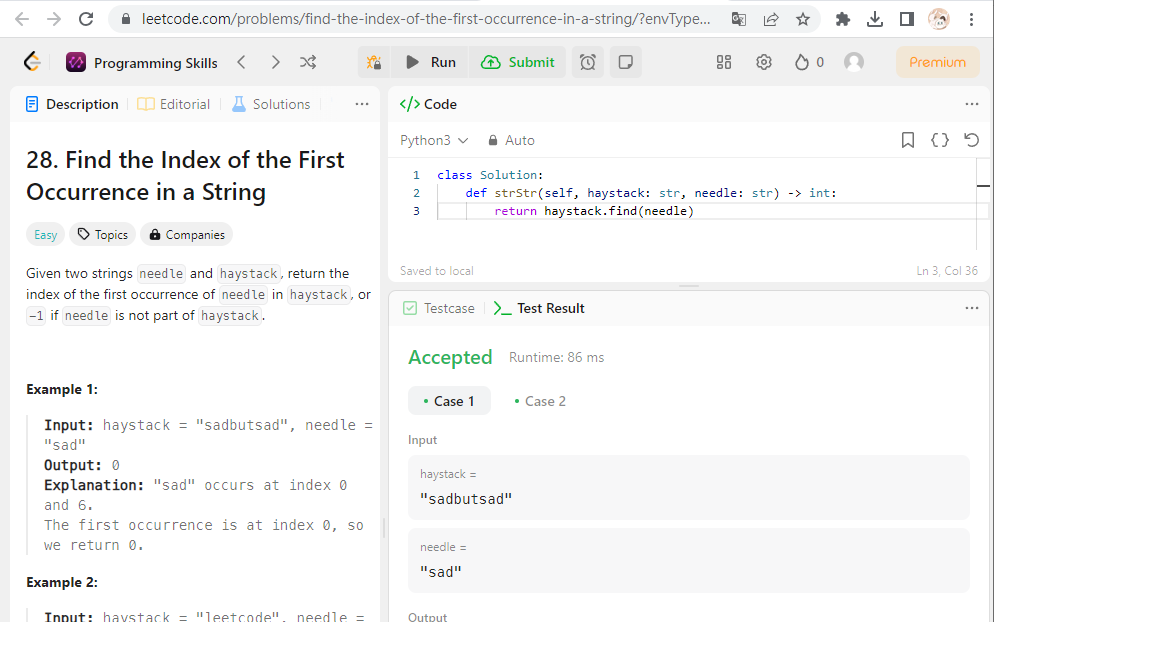 leetcode.com/problems/find-the-index-of-the-first-occurrence-in-a-string/?envType...
Programming Skills
Run
Submit
0
Premium
Description
Editorial
Solutions
28. Find the Index of the First
Occurrence in a String
Easy
Topics
Companies
Given two strings needle and haystack, return the
index of the first occurrence of needle in haystack, or
-1 if needle is not part of haystack.
Example 1:
Input: haystack = "sadbutsad", needle =
"sad"
Output: 0
Explanation: "sad" occurs at index 0
and 6.
The first occurrence is at index 0, so
we return 0.
Example 2:
Input: haystack = "leetcode", needle =
</> Code
Python3
Auto
1 class Solution:
2 def strStr(self, haystack: str, needle: str) -> int:
3 return haystack.find(needle)
Saved to local
Ln 3, Col 36
Testcase
Test Result
Accepted
Runtime: 86 ms
• Case 1
• Case 2
Input
haystack =
"sadbutsad"
needle =
"sad"
Output